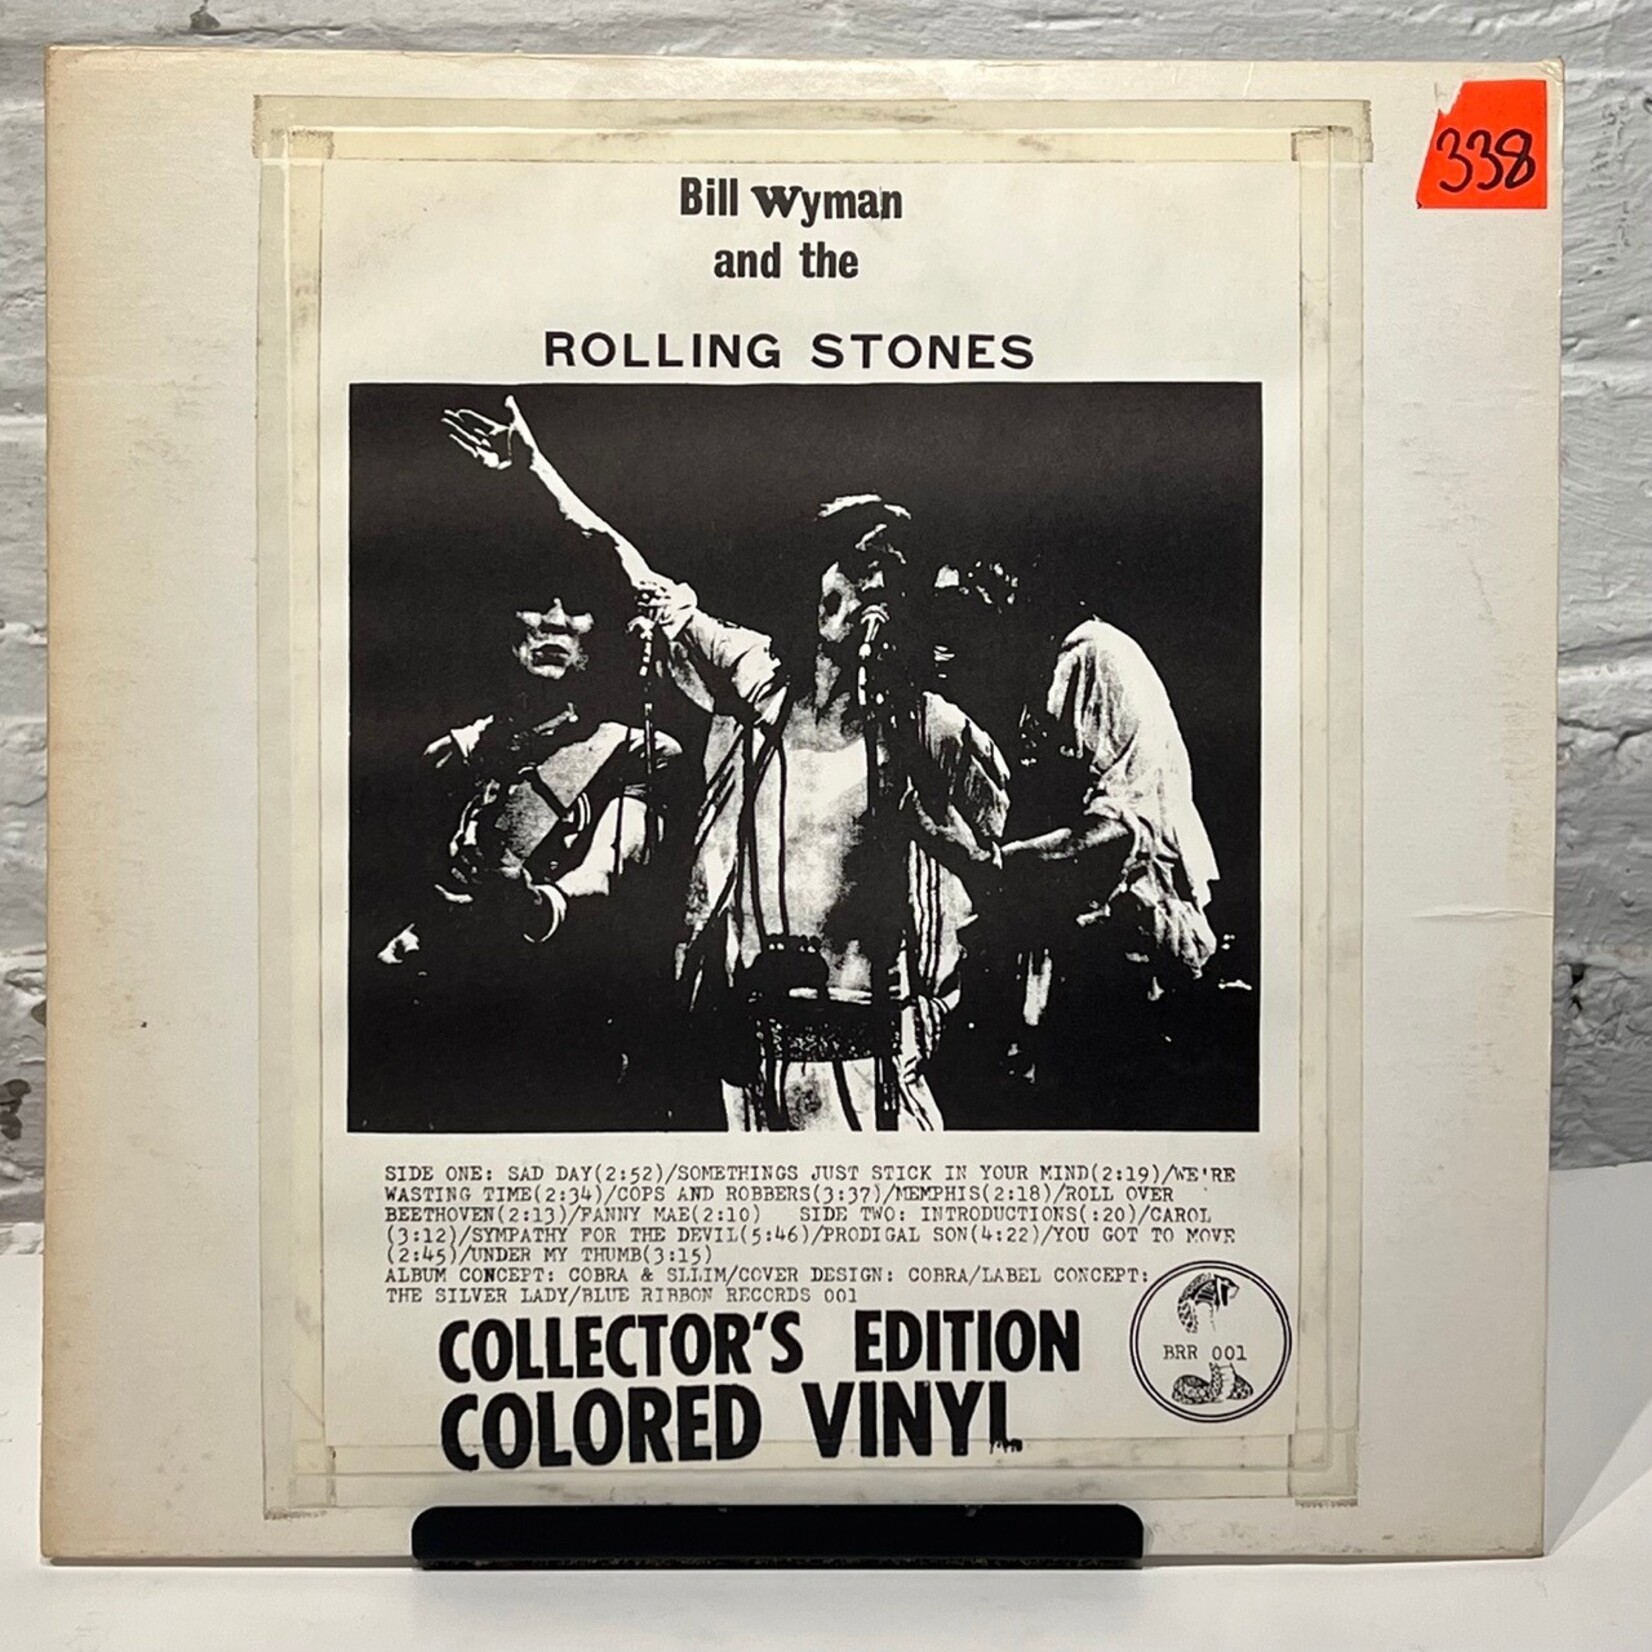 338
Bill Wyman
and the
ROLLING STONES
SIDE ONE: SAD DAY(2:52)/SOMETHINGS JUST STICK IN YOUR MIND(2:19)/WE'RE
WASTING TIME(2:34)/COPS AND ROBBERS(3:37)/MEMPHIS(2:18)/ROLL OVER
BEETHOVEN(2:13)/FANNY MAE(2:10) SIDE TWO: INTRODUCTIONS(:20)/CAROL
(3:12)/SYMPATHY FOR THE DEVIL(5:46)/PRODIGAL SON(4:22)/YOU GOT TO MOVE
(2:45)/UNDER MY THUMB(3:15)
ALBUM CONCEPT: COBRA & SLLIM/COVER DESIGN: COBRA/LABEL CONCEPT:
THE SILVER LADY/BLUE RIBBON RECORDS 001
COLLECTOR'S EDITION
COLORED VINYL
BRR 001